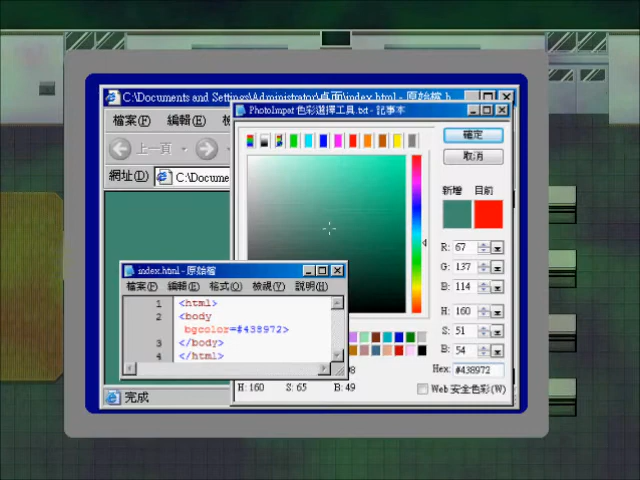 C:\Documents and Settings\Administrator\桌面\index.html - 原始檔
PhotoImpat 色彩選擇工具.txt - 記事本
檔案(F) 編輯(E)
上一頁
網址(D) C:\Docume
確定
取消
新增 目前
R: 67
G: 137
B: 114
H: 160
S: 51
B: 54
Hex: #438972
Web 安全色彩(W)
index.html - 原始檔
檔案(F) 編輯(E) 格式(O) 檢視(Y) 說明(H)
1 <html>
2 <body
bgcolor=#438972>
3 </body>
4 </html>
H: 160 S: 65 B: 49
完成